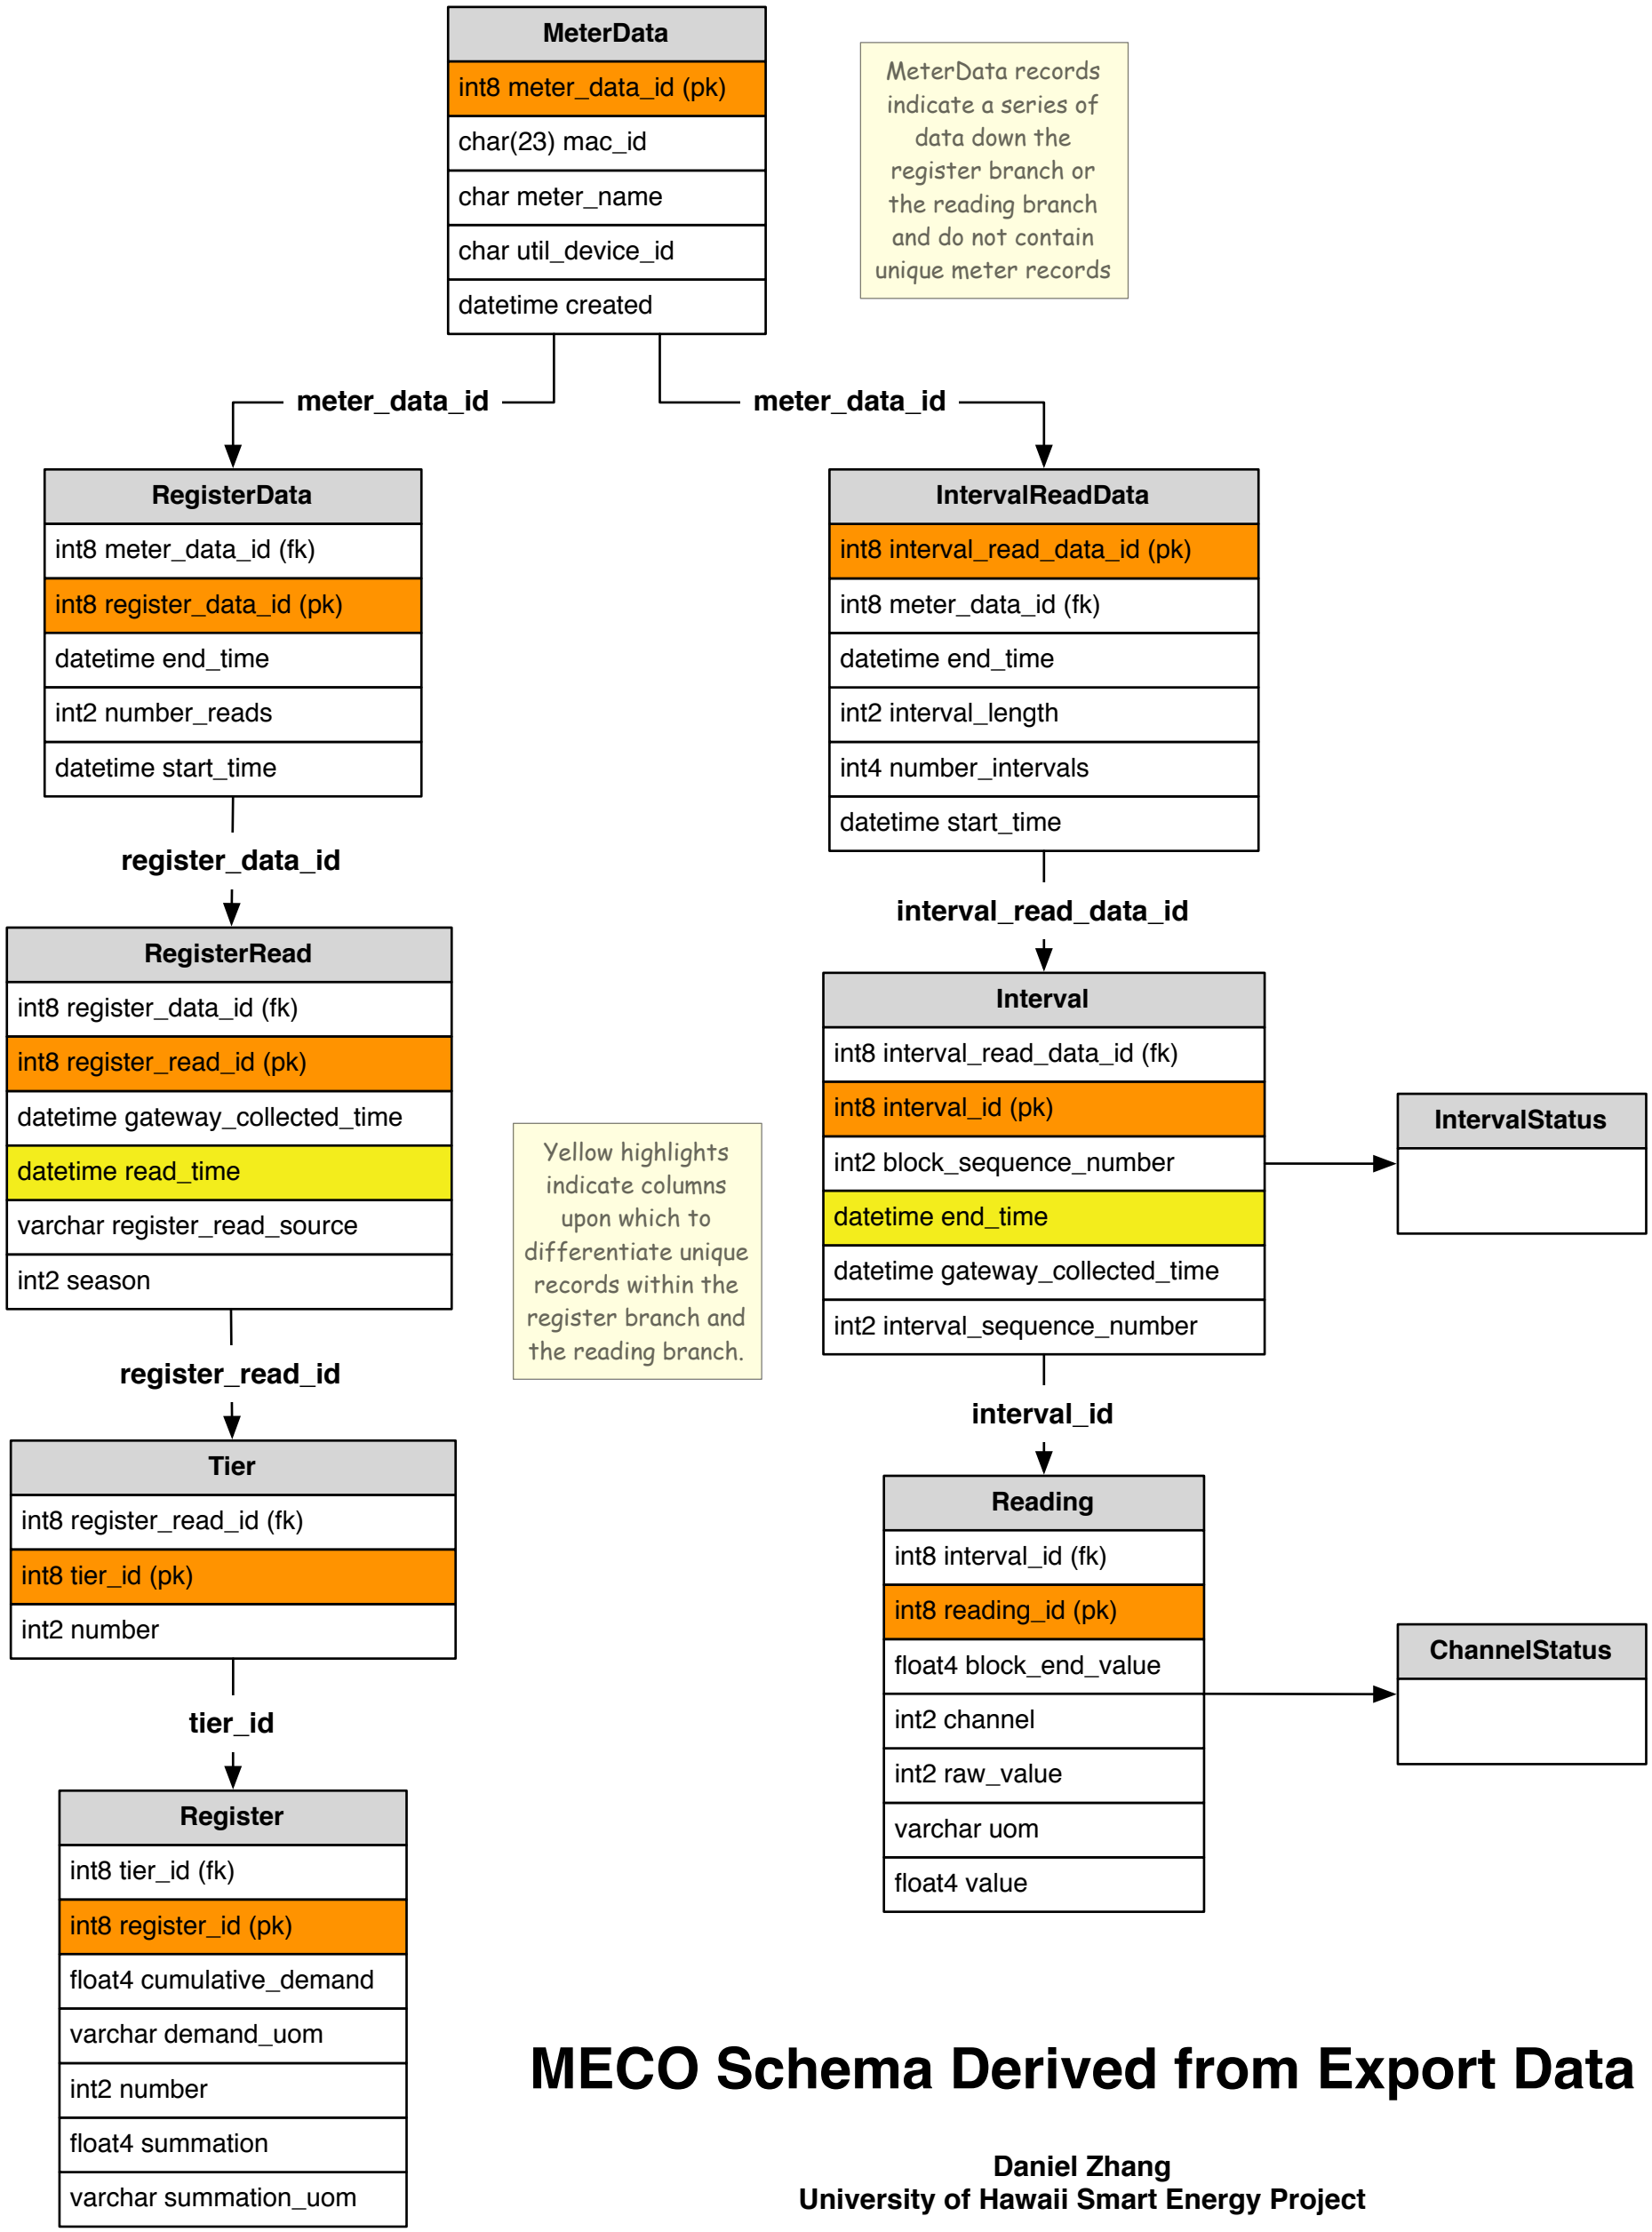 MeterData
int8 meter_data_id (pk)
char(23) mac_id
char meter_name
char util_device_id
datetime created
MeterData records
indicate a series of
data down the
register branch or
the reading branch
and do not contain
unique meter records
meter_data_id
meter_data_id
RegisterData
int8 meter_data_id (fk)
int8 register_data_id (pk)
datetime end_time
int2 number_reads
datetime start_time
register_data_id
RegisterRead
int8 register_data_id (fk)
int8 register_read_id (pk)
datetime gateway_collected_time
datetime read_time
varchar register_read_source
int2 season
register_read_id
Tier
int8 register_read_id (fk)
int8 tier_id (pk)
int2 number
tier_id
Register
int8 tier_id (fk)
int8 register_id (pk)
float4 cumulative_demand
varchar demand_uom
int2 number
float4 summation
varchar summation_uom
Yellow highlights
indicate columns
upon which to
differentiate unique
records within the
register branch and
the reading branch.
IntervalReadData
int8 interval_read_data_id (pk)
int8 meter_data_id (fk)
datetime end_time
int2 interval_length
int4 number_intervals
datetime start_time
interval_read_data_id
Interval
int8 interval_read_data_id (fk)
int8 interval_id (pk)
int2 block_sequence_number
datetime end_time
datetime gateway_collected_time
int2 interval_sequence_number
IntervalStatus
interval_id
Reading
int8 interval_id (fk)
int8 reading_id (pk)
float4 block_end_value
int2 channel
int2 raw_value
varchar uom
float4 value
ChannelStatus
MECO Schema Derived from Export Data
Daniel Zhang
University of Hawaii Smart Energy Project